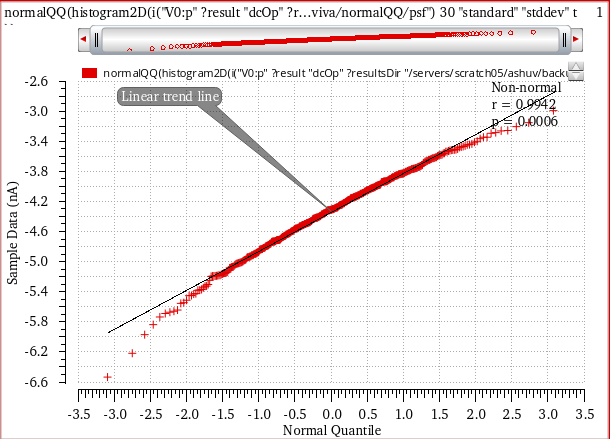 normalQQ(histogram2D(i("V0:p" ?result "dcOp" ?r...viva/normalQQ/psf") 30 "standard" "stddev" t 1
normalQQ(histogram2D(i("V0:p" ?result "dcOp" ?resultsDir "/servers/scratch05/ashuw/backu
Non-normal
r = 0.9942
p = 0.0006
Linear trend line
Sample Data (nA)
-2.6
-3.0
-3.4
-3.8
-4.2
-4.6
-5.0
-5.4
-5.8
-6.2
-6.6
-3.5 -3.0 -2.5 -2.0 -1.5 -1.0 -0.5 0.0 0.5 1.0 1.5 2.0 2.5 3.0 3.5
Normal Quantile